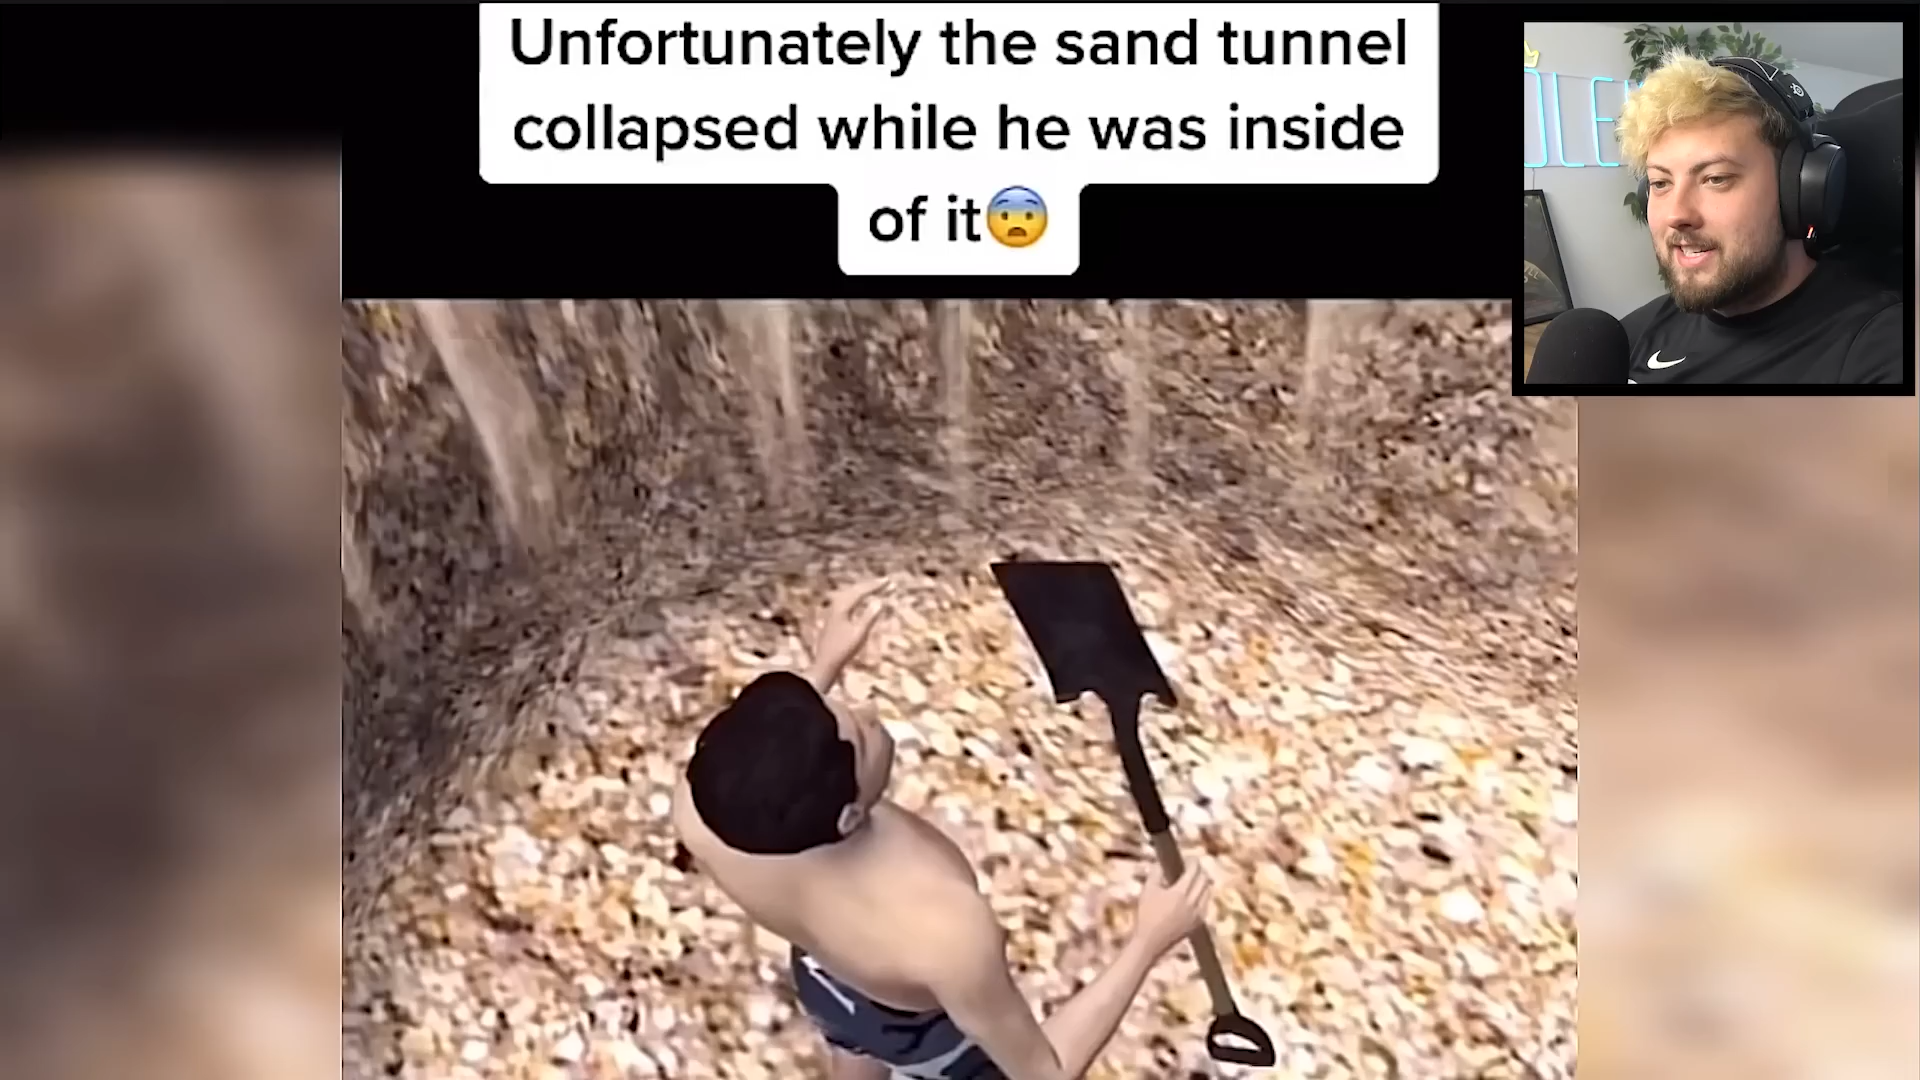 Unfortunately the sand tunnel
collapsed while he was inside
of it😨